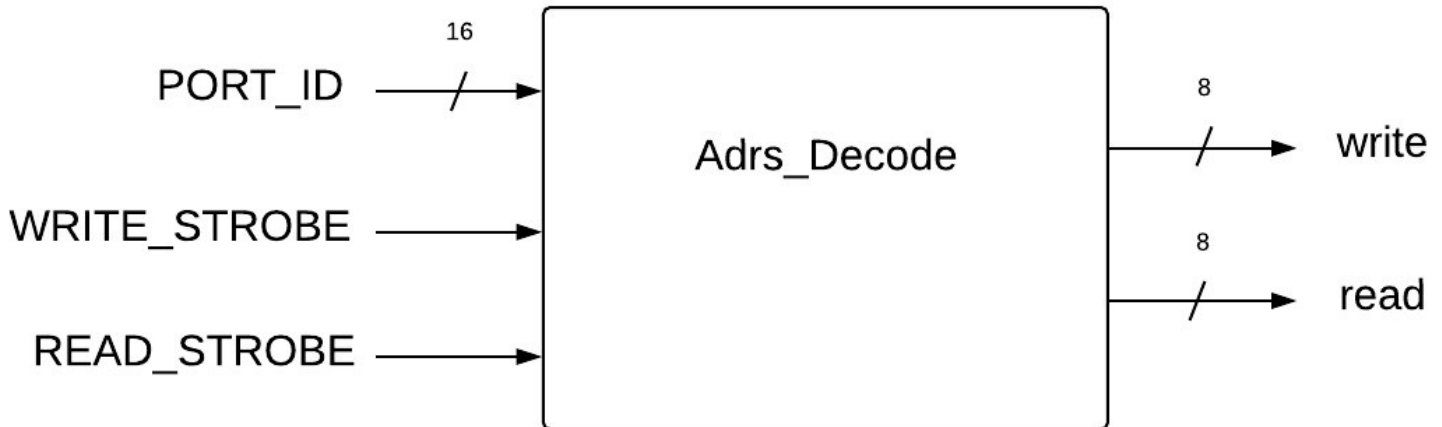 16
PORT_ID
8
Adrs_Decode
write
WRITE_STROBE
8
read
READ_STROBE